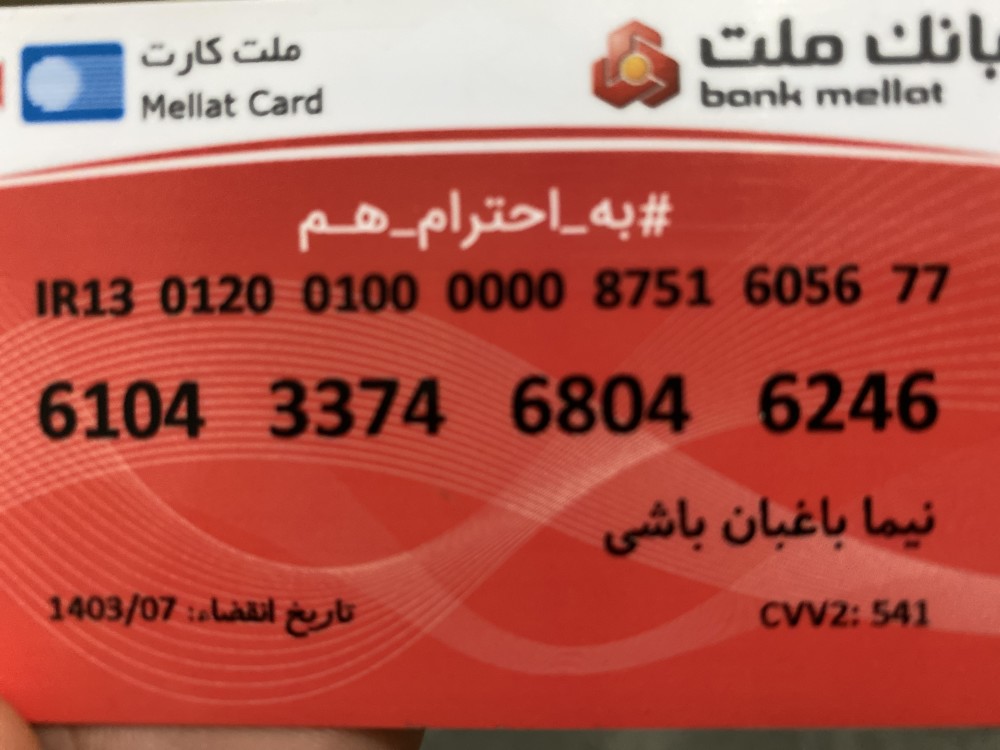 ملت کارت
Mellat Card
بانک ملت
bank mellat
#به_احترام_هم
IR13 0120 0100 0000 8751 6056 77
6104 3374 6804 6246
نیما باغبان باشی
تاریخ انقضاء: 1403/07
CVV2: 541